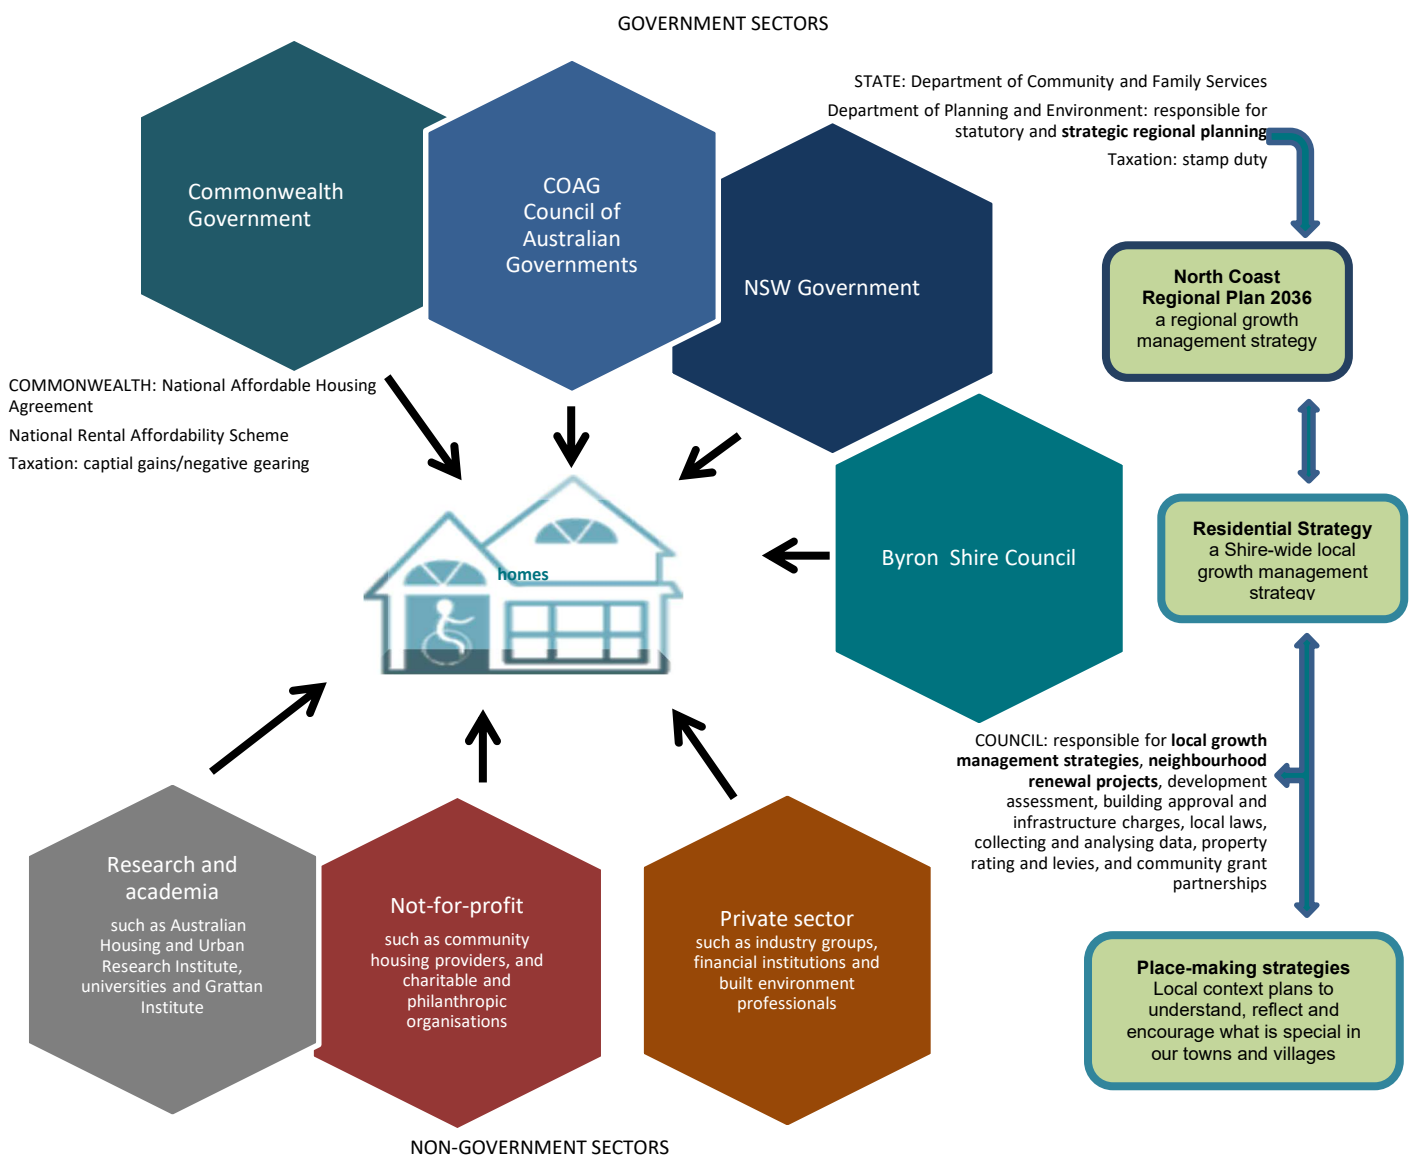 GOVERNMENT SECTORS
Commonwealth
Government
COAG
Council of
Australian
Governments
NSW Government
STATE: Department of Community and Family Services
Department of Planning and Environment: responsible for
statutory and strategic regional planning
Taxation: stamp duty
North Coast
Regional Plan 2036
a regional growth
management strategy
COMMONWEALTH: National Affordable Housing
Agreement
National Rental Affordability Scheme
Taxation: captial gains/negative gearing
homes
Byron  Shire Council
Residential Strategy
a Shire-wide local
growth management
strategy
COUNCIL: responsible for local growth
management strategies, neighbourhood
renewal projects, development
assessment, building approval and
infrastructure charges, local laws,
collecting and analysing data, property
rating and levies, and community grant
partnerships
Research and
academia
such as Australian
Housing and Urban
Research Institute,
universities and Grattan
Institute
Not-for-profit
such as community
housing providers, and
charitable and
philanthropic
organisations
Private sector
such as industry groups,
financial institutions and
built environment
professionals
Place-making strategies
Local context plans to
understand, reflect and
encourage what is special in
our towns and villages
NON-GOVERNMENT SECTORS